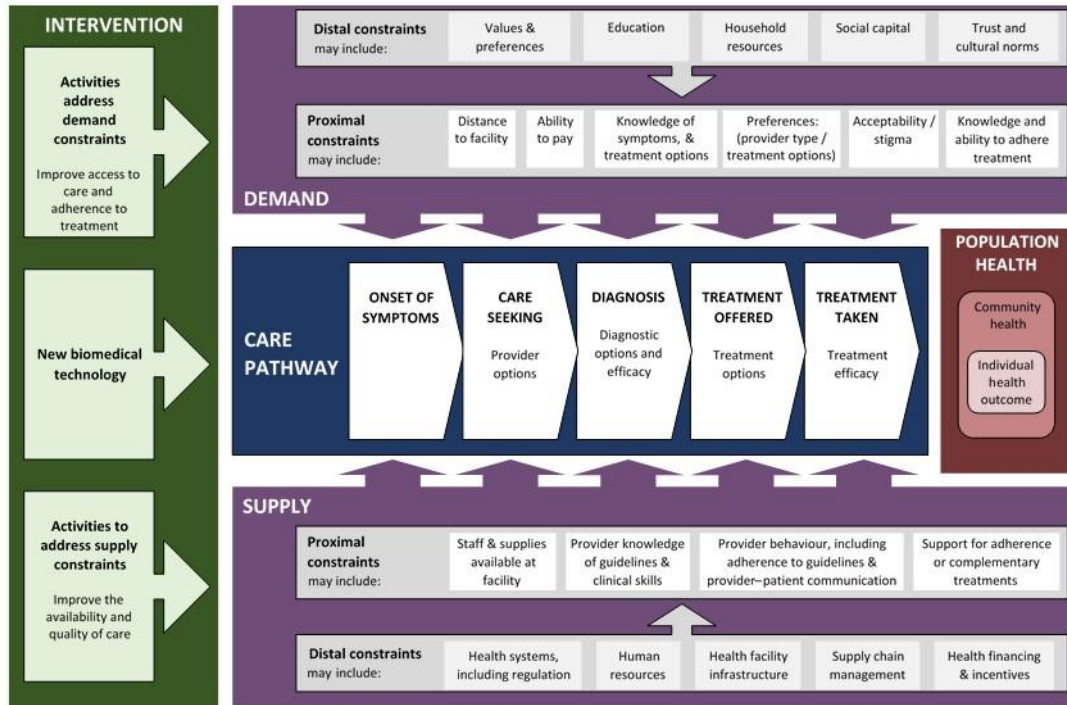 INTERVENTION
Activities
address
demand
constraints
Improve access to
care and
adherence to
treatment
New biomedical
technology
Activities to
address supply
constraints
Improve the
availability and
quality of care
Distal constraints
may include:
Values &
preferences
Education
Household
resources
Social capital
Trust and
cultural norms
Proximal
constraints
may include:
Distance
to facility
Ability
to pay
Knowledge of
symptoms, &
treatment options
Preferences:
(provider type /
treatment options)
Acceptability /
stigma
Knowledge and
ability to adhere
treatment
DEMAND
CARE
PATHWAY
ONSET OF
SYMPTOMS
CARE
SEEKING
Provider
options
DIAGNOSIS
Diagnostic
options and
efficacy
TREATMENT
OFFERED
Treatment
options
TREATMENT
TAKEN
Treatment
efficacy
POPULATION
HEALTH
Community
health
Individual
health
outcome
SUPPLY
Proximal
constraints
may include:
Staff & supplies
available at
facility
Provider knowledge
of guidelines &
clinical skills
Provider behaviour, including
adherence to guidelines &
provider–patient communication
Support for adherence
or complementary
treatments
Distal constraints
may include:
Health systems,
including regulation
Human
resources
Health facility
infrastructure
Supply chain
management
Health financing
& incentives